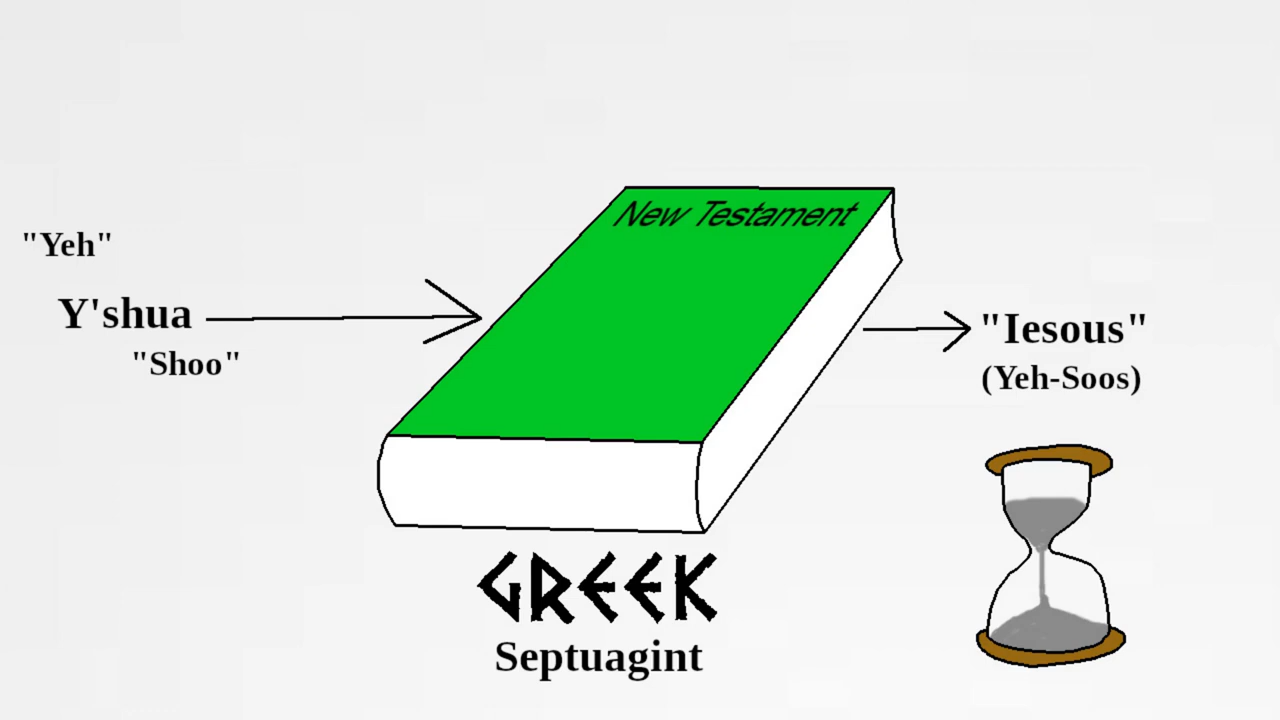 New Testament
"Yeh"
Y'shua
"Shoo"
"Iesous"
(Yeh-Soos)
GREEK
Septuagint